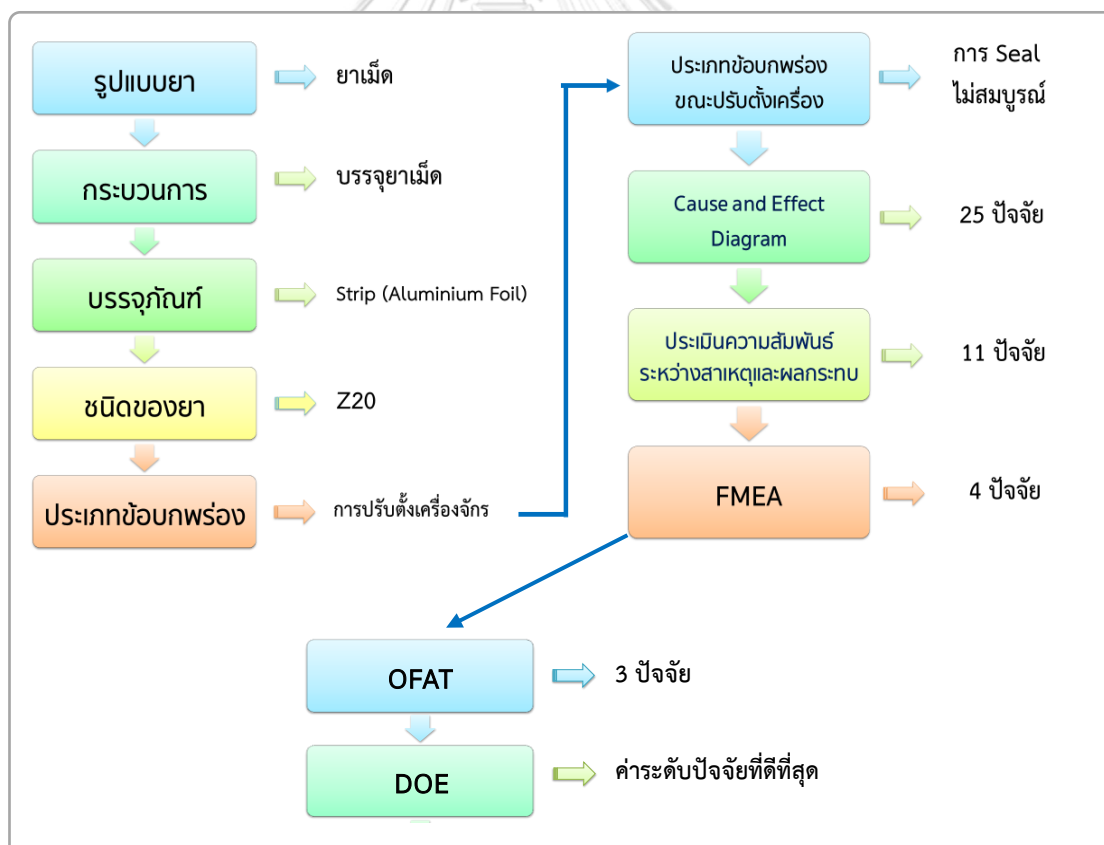 รูปแบบยา
ยาเม็ด
กระบวนการ
บรรจุยาเม็ด
บรรจุภัณฑ์
Strip (Aluminium Foil)
ชนิดของยา
Z20
ประเภทข้อบกพร่อง
การปรับตั้งเครื่องจักร
ประเภทข้อบกพร่อง
ขณะปรับตั้งเครื่อง
การ Seal
ไม่สมบูรณ์
Cause and Effect
Diagram
25 ปัจจัย
ประเมินความสัมพันธ์
ระหว่างสาเหตุและผลกระทบ
11 ปัจจัย
FMEA
4 ปัจจัย
OFAT
3 ปัจจัย
DOE
ค่าระดับปัจจัยที่ดีที่สุด